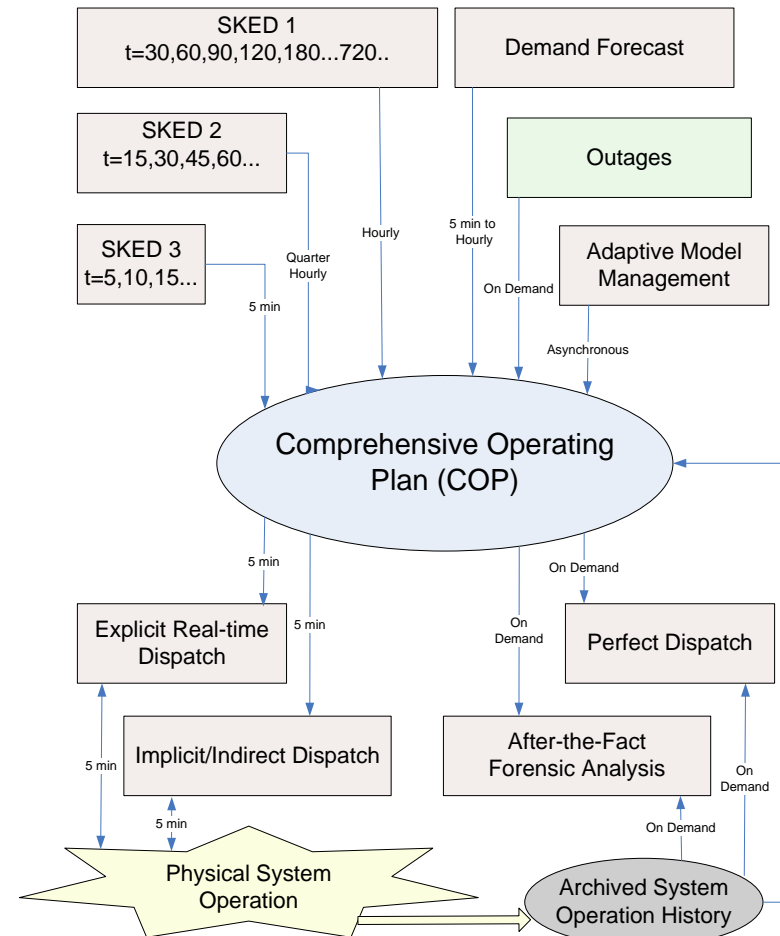 SKED 1
t=30,60,90,120,180...720..
Demand Forecast
SKED 2
t=15,30,45,60...
Outages
SKED 3
t=5,10,15...
Adaptive Model
Management
Hourly
5 min to
Hourly
Quarter
Hourly
On Demand
5 min
Asynchronous
Comprehensive Operating
Plan (COP)
5 min
On Demand
5 min
On
Demand
Explicit Real-time
Dispatch
Perfect Dispatch
Implicit/Indirect Dispatch
After-the-Fact
Forensic Analysis
5 min
On
Demand
5 min
On Demand
Physical System
Operation
Archived System
Operation History